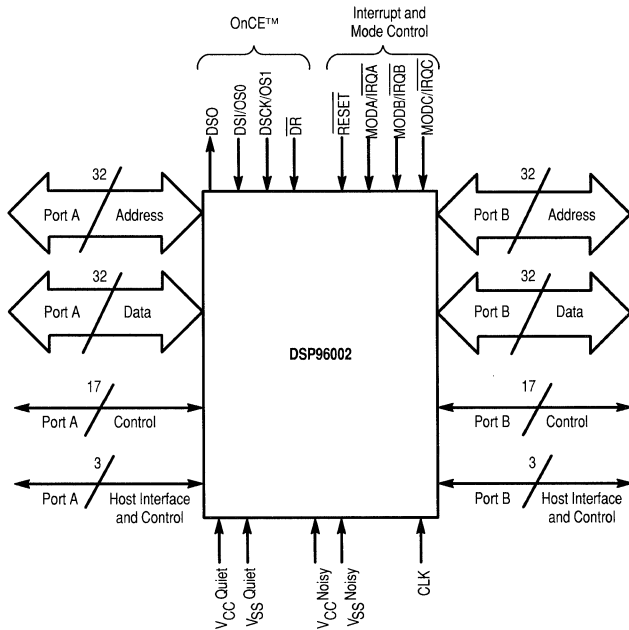 OnCE™
Interrupt and
Mode Control
DSO
DSI/OS0
DSCK/OS1
DR
RESET
MODA/IRQA
MODB/IRQB
MODC/IRQC
32
Port A Address
32
Port B Address
32
Port A Data
32
Port B Data
DSP96002
17
Port A Control
17
Port B Control
3
Port A Host Interface
and Control
3
Port B Host Interface
and Control
VCC Quiet
VSS Quiet
VCC Noisy
VSS Noisy
CLK